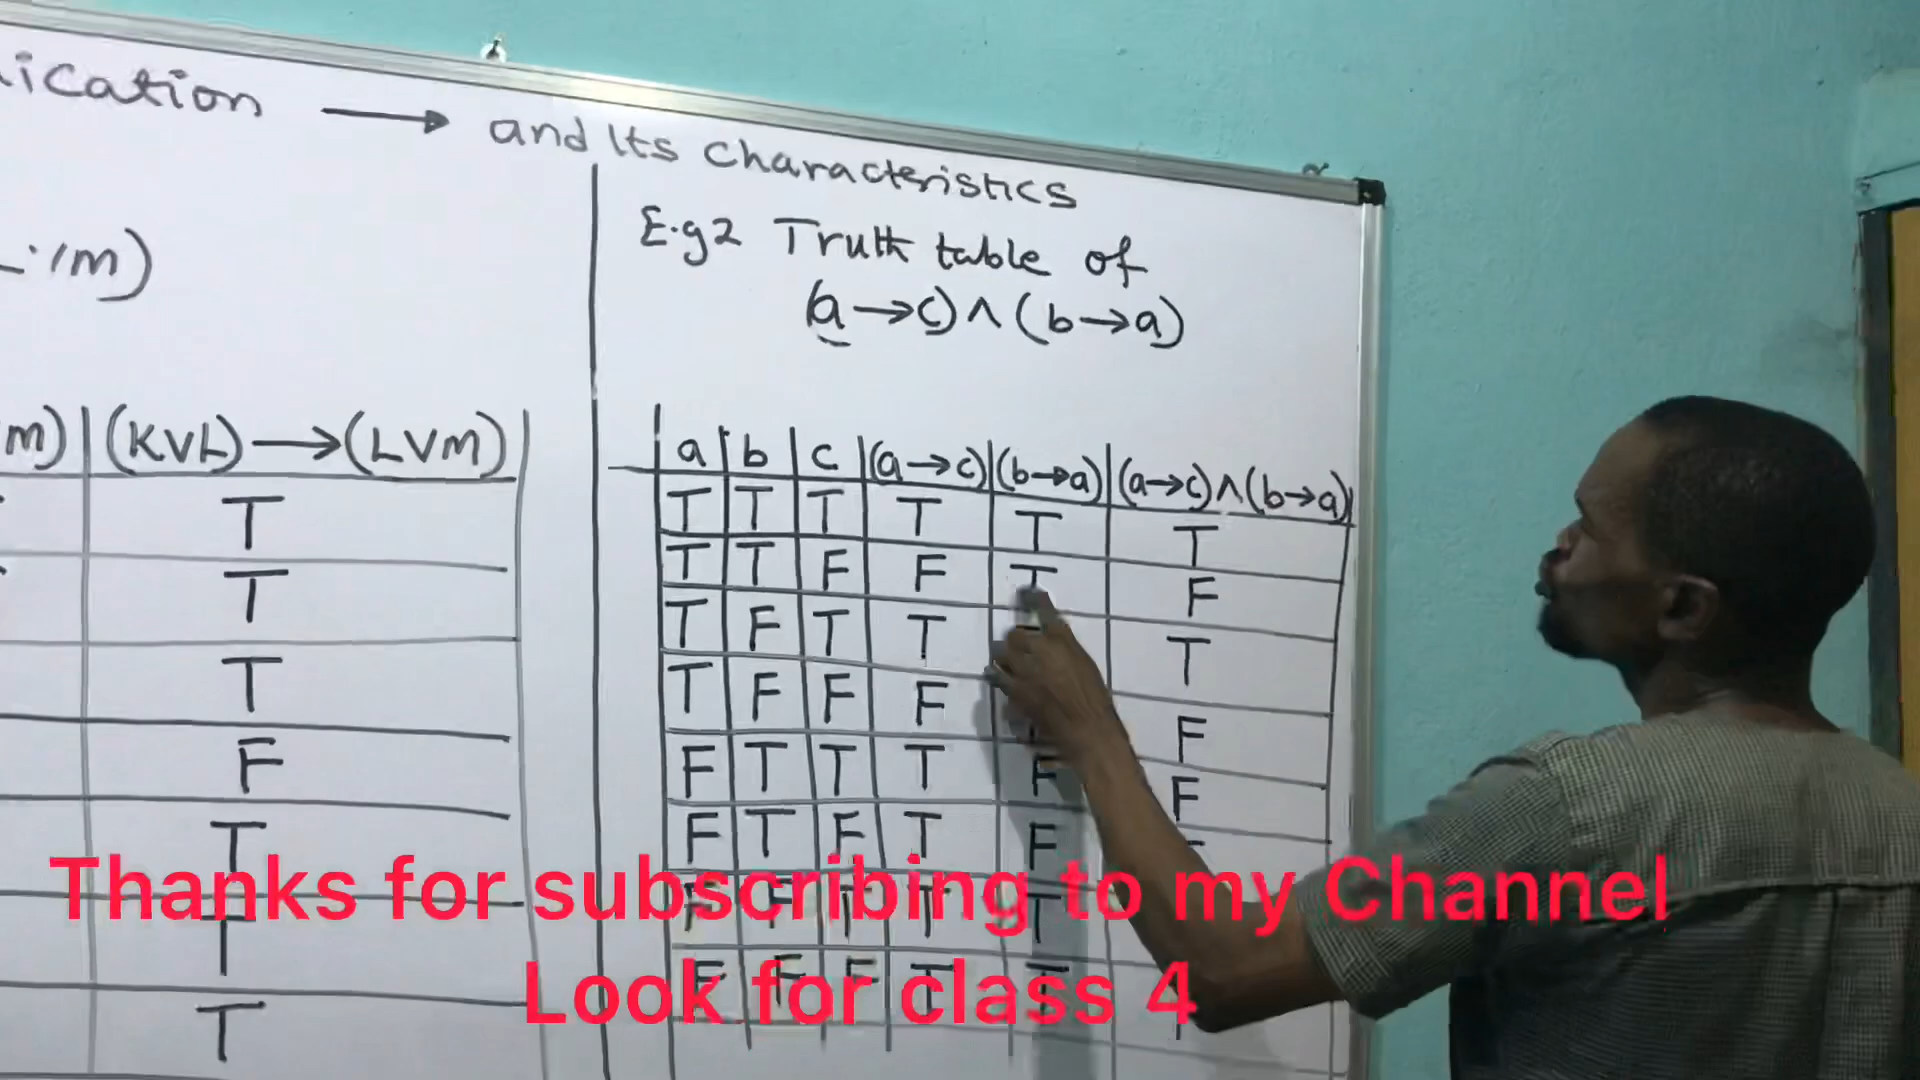 ication → and Its Characteristics
L·/m)
m) (KVL) → (LVM)
T
T
T
F
T
T
T
E.g2 Truth table of
(a→c)∧(b→a)
a b c (a→c) (b→a) (a→c)∧(b→a)
T T T T T T
T T F F T F
T F T T T
T F F F F
F T T T F F
F T F T F
F F T T T
F F F T T
Thanks for subscribing to my Channel
Look for class 4